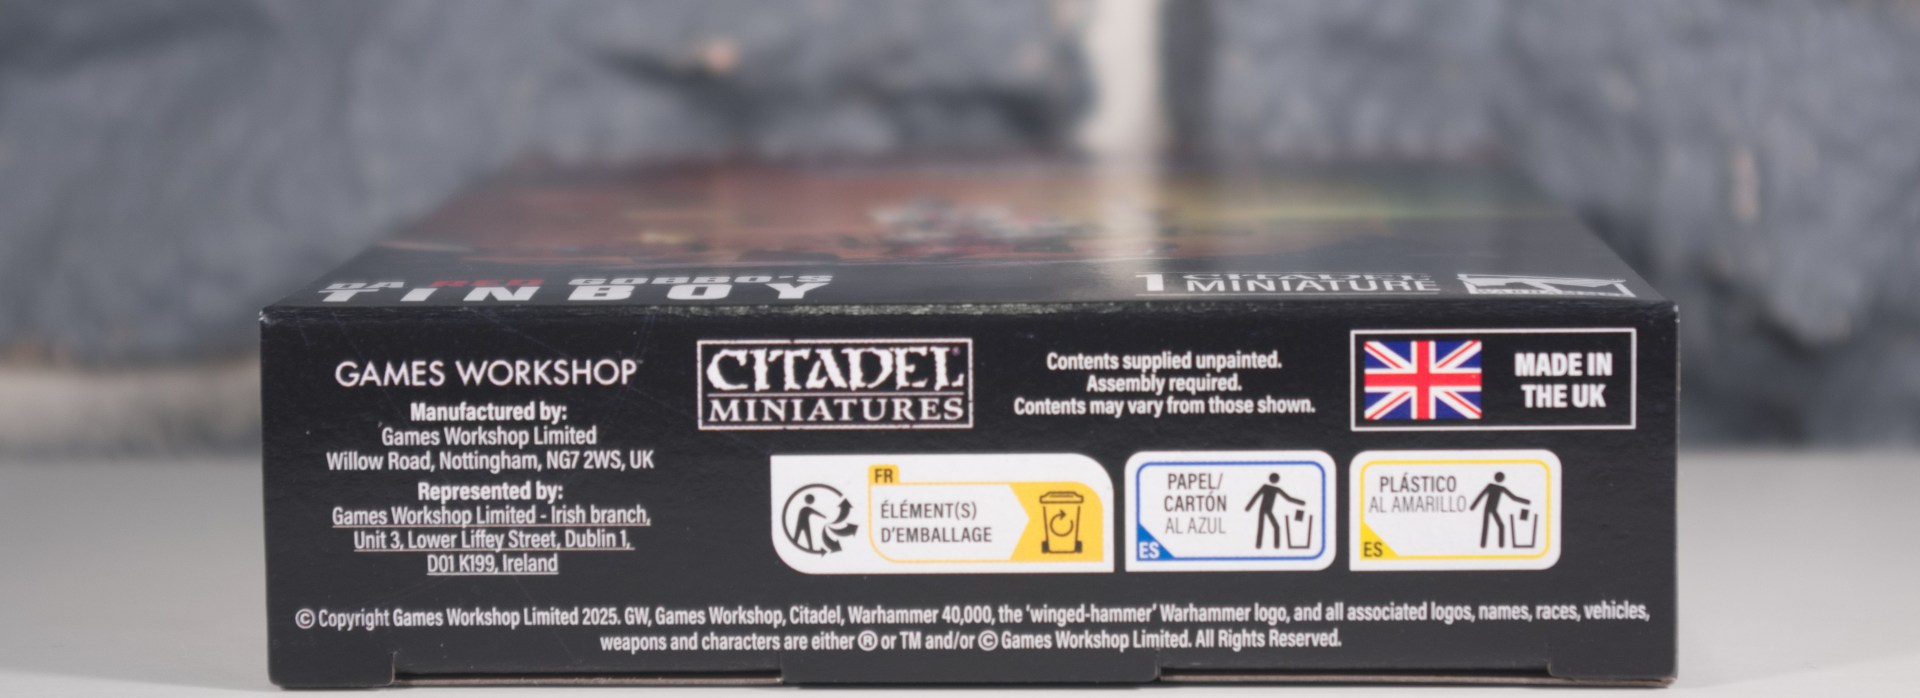 DA RED GOBBO'S
TINBOY
1 CITADEL
MINIATURE
GAMES WORKSHOP
Manufactured by:
Games Workshop Limited
Willow Road, Nottingham, NG7 2WS, UK
Represented by:
Games Workshop Limited - Irish branch,
Unit 3, Lower Liffey Street, Dublin 1,
D01 K199, Ireland
CITADEL
MINIATURES
Contents supplied unpainted.
Assembly required.
Contents may vary from those shown.
MADE IN
THE UK
FR
ÉLÉMENT(S)
D'EMBALLAGE
PAPEL/
CARTÓN
AL AZUL
ES
PLÁSTICO
AL AMARILLO
ES
© Copyright Games Workshop Limited 2025. GW, Games Workshop, Citadel, Warhammer 40,000, the 'winged-hammer' Warhammer logo, and all associated logos, names, races, vehicles,
weapons and characters are either ® or TM and/or © Games Workshop Limited. All Rights Reserved.